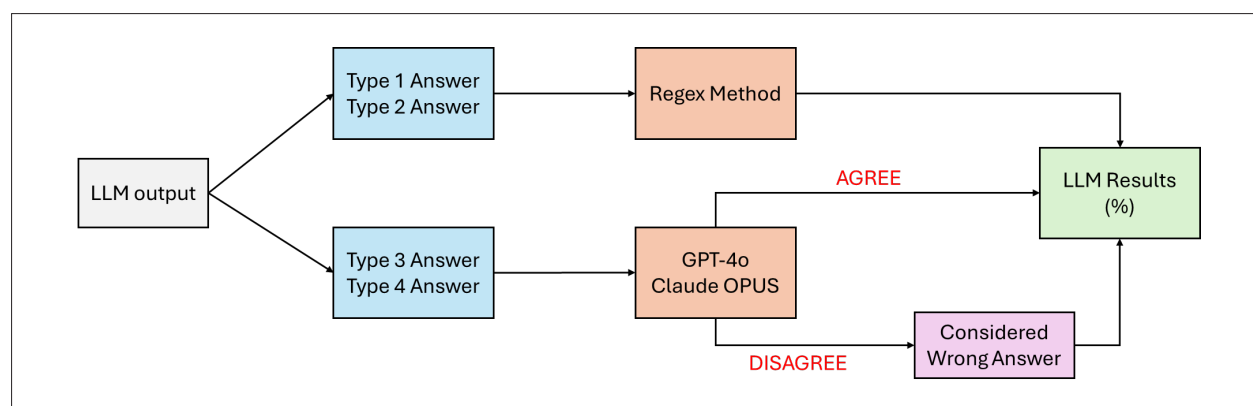 LLM output
Type 1 Answer
Type 2 Answer
Regex Method
Type 3 Answer
Type 4 Answer
GPT-4o
Claude OPUS
AGREE
DISAGREE
Considered
Wrong Answer
LLM Results
(%)